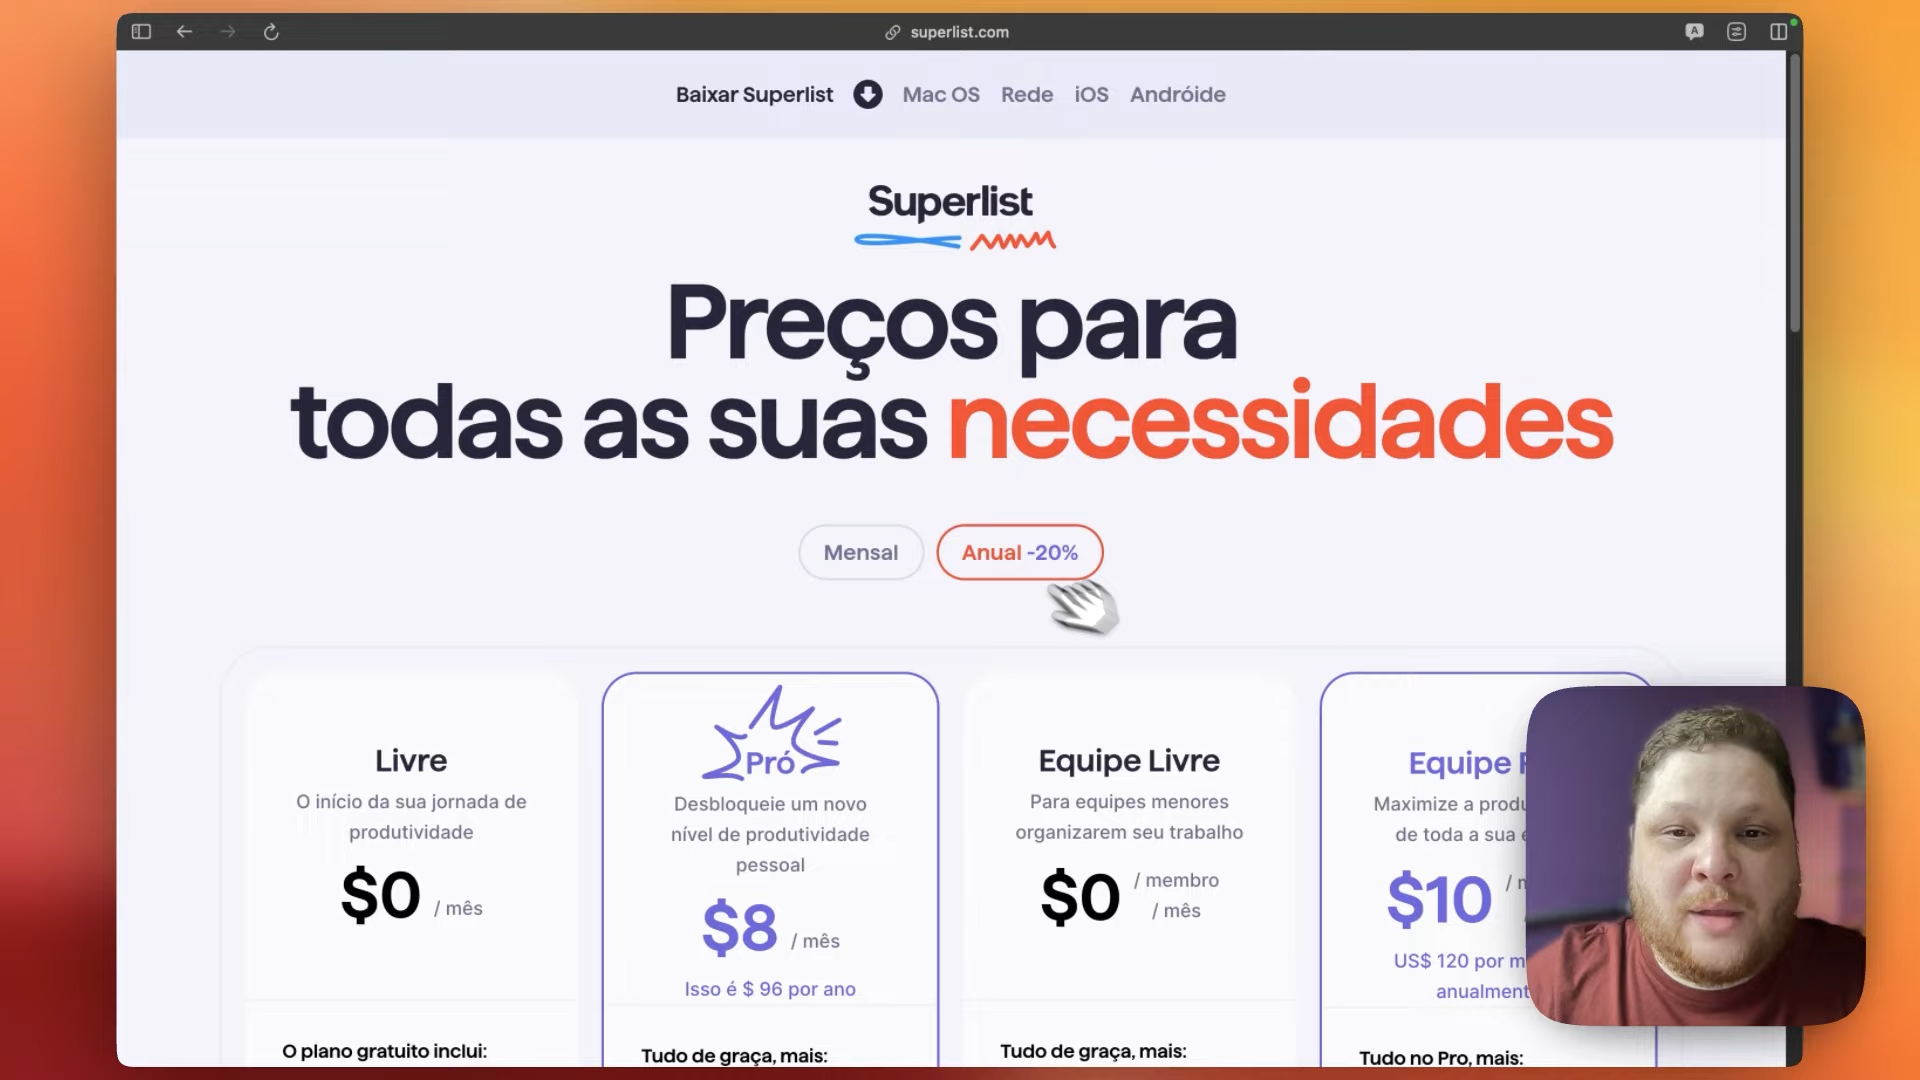 superlist.com
Baixar Superlist Mac OS Rede iOS Andróide
Superlist
Preços para
todas as suas necessidades
Mensal
Anual -20%
Livre
O início da sua jornada de
produtividade
$0 / mês
O plano gratuito inclui:
Pró
Desbloqueie um novo
nível de produtividade
pessoal
$8 / mês
Isso é $ 96 por ano
Tudo de graça, mais:
Equipe Livre
Para equipes menores
organizarem seu trabalho
$0 / membro
/ mês
Tudo de graça, mais:
Equipe
Maximize a
de toda a sua
$10
US$ 120 por
Tudo no Pro, mais: